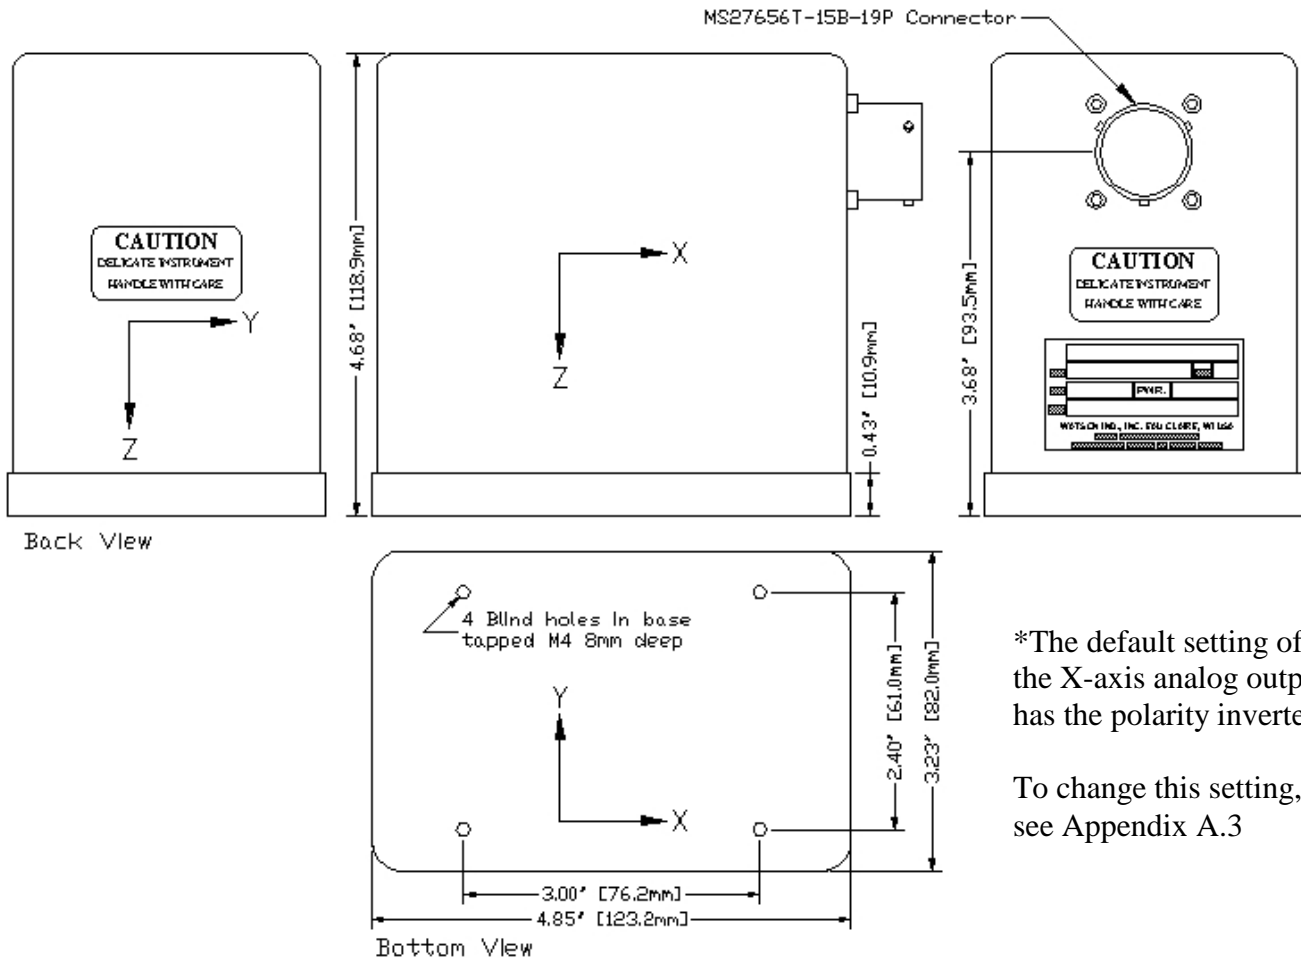 MS27656T-15B-19P Connector
CAUTION
DELICATE INSTRUMENT
HANDLE WITH CARE
Y
Z
Back View
4.68" [118.9mm]
X
Z
0.43" [10.9mm]
3.68" [93.5mm]
CAUTION
DELICATE INSTRUMENT
HANDLE WITH CARE
PWR.
WATSON IND., INC. EAU CLAIRE, WI USA
4 Blind holes in base
tapped M4 8mm deep
Y
X
2.40" [61.0mm]
3.23" [82.0mm]
3.00" [76.2mm]
4.85" [123.2mm]
Bottom View
*The default setting of
the X-axis analog outp
has the polarity inverte
To change this setting,
see Appendix A.3